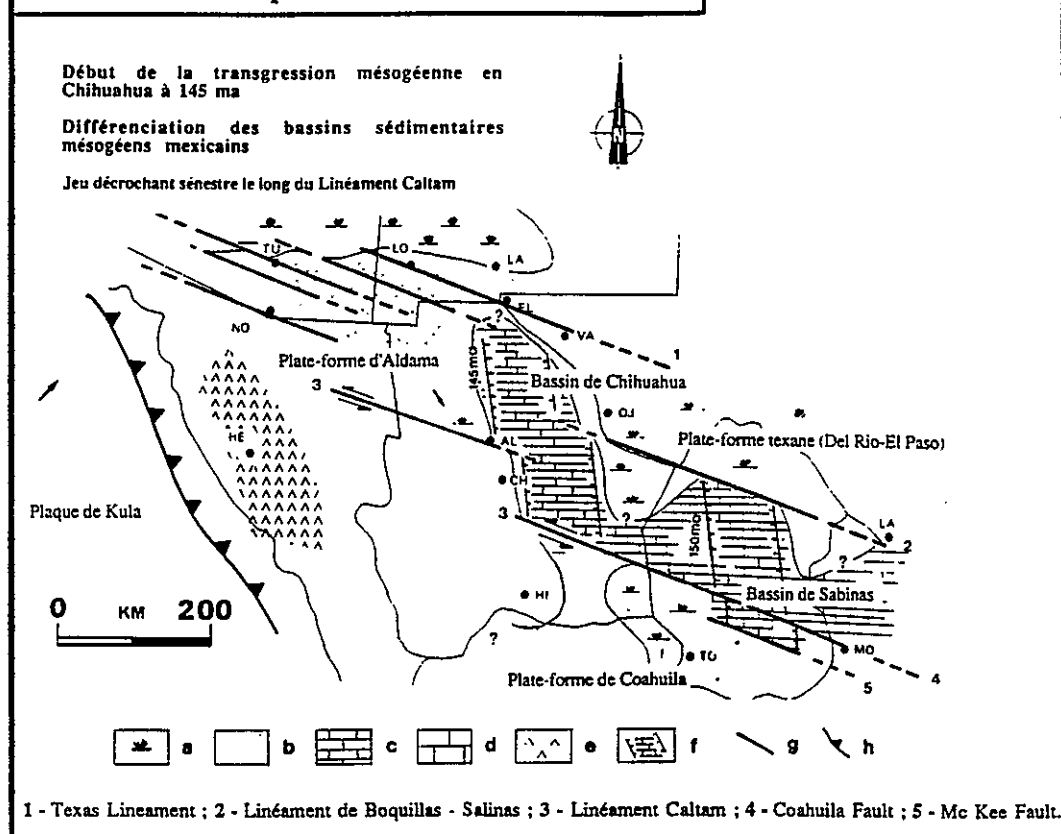 Début de la transgression mésogéenne en
Chihuahua à 145 ma
Différenciation des bassins sédimentaires
mésogéens mexicains
Jeu décrochant sénestre le long du Linéament Caltam
N
TU
LO
LA
EL
?
VA
NO
1
Plate-forme d'Aldama
145ma
Bassin de Chihuahua
3
OJ
Plate-forme texane (Del Rio-El Paso)
HE
AL
CH
Plaque de Kula
3
?
150ma
LA
2
?
0 KM 200
HI
Bassin de Sabinas
?
TO
MO
Plate-forme de Coahuila
5
4
a b c d e f g h
1 - Texas Lineament ; 2 - Linéament de Boquillas - Salinas ; 3 - Linéament Caltam ; 4 - Coahuila Fault ; 5 - Mc Kee Fault.